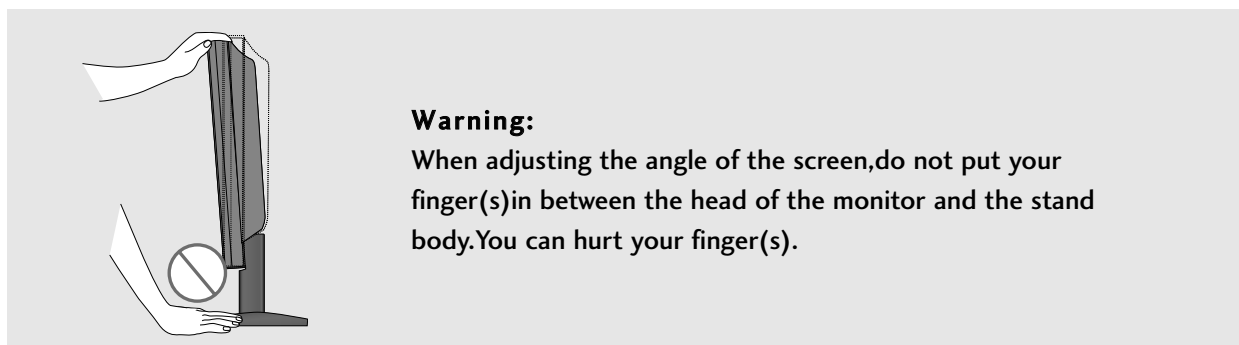 Warning:
When adjusting the angle of the screen,do not put your
finger(s)in between the head of the monitor and the stand
body.You can hurt your finger(s).